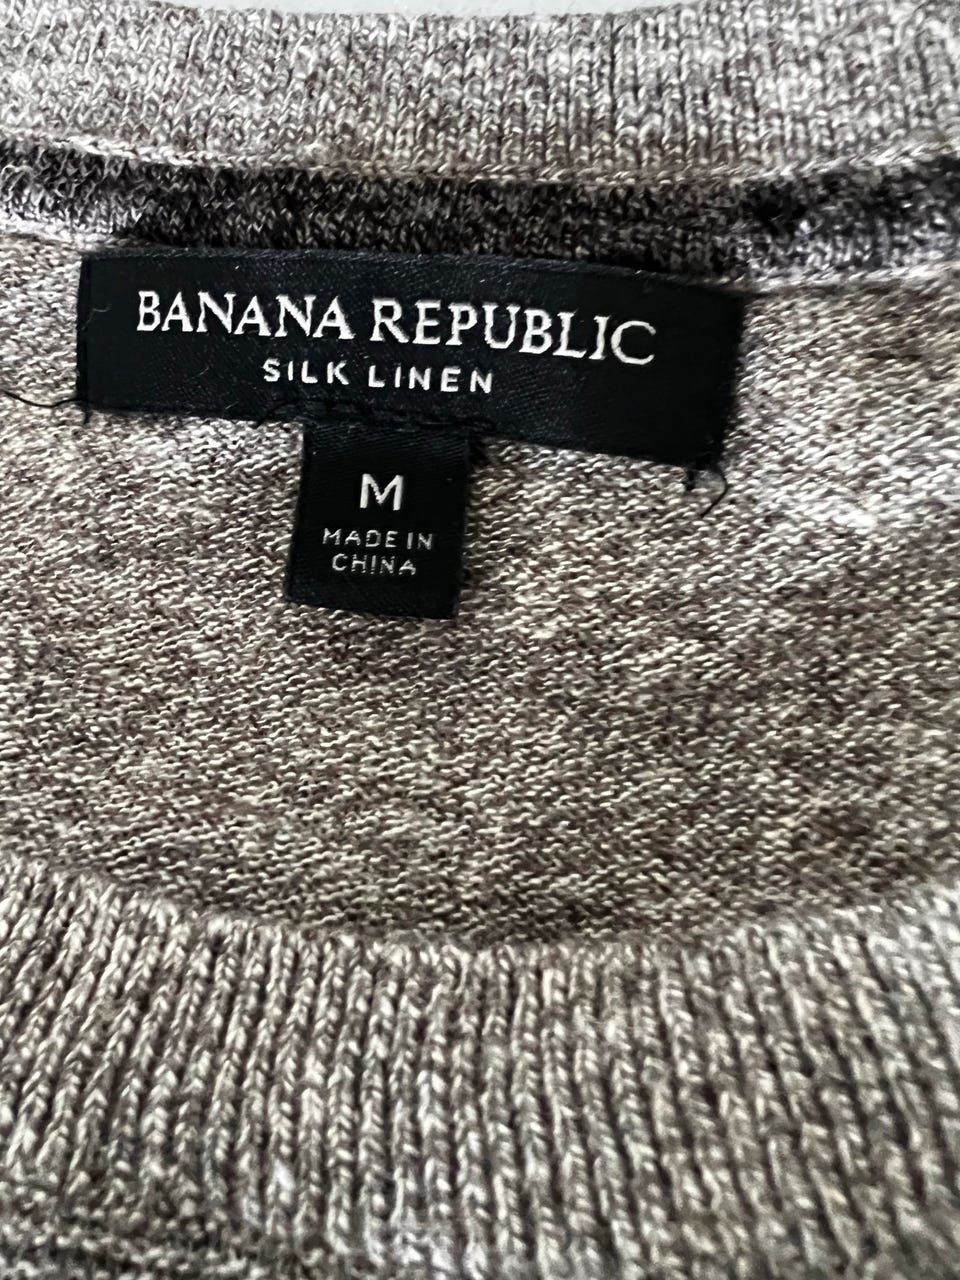 BANANA REPUBLIC
SILK LINEN
M
MADE IN
CHINA